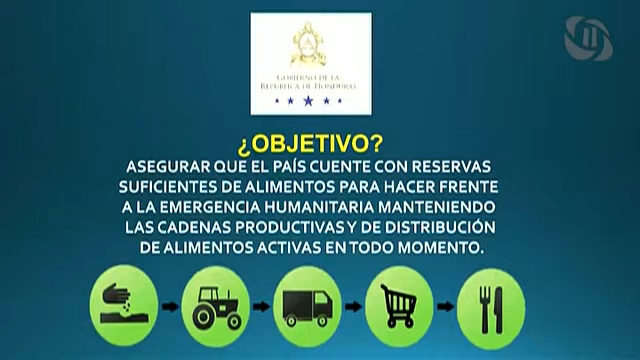 GOBIERNO DE LA
REPÚBLICA DE HONDURAS
¿OBJETIVO?
ASEGURAR QUE EL PAÍS CUENTE CON RESERVAS
SUFICIENTES DE ALIMENTOS PARA HACER FRENTE
A LA EMERGENCIA HUMANITARIA MANTENIENDO
LAS CADENAS PRODUCTIVAS Y DE DISTRIBUCIÓN
DE ALIMENTOS ACTIVAS EN TODO MOMENTO.